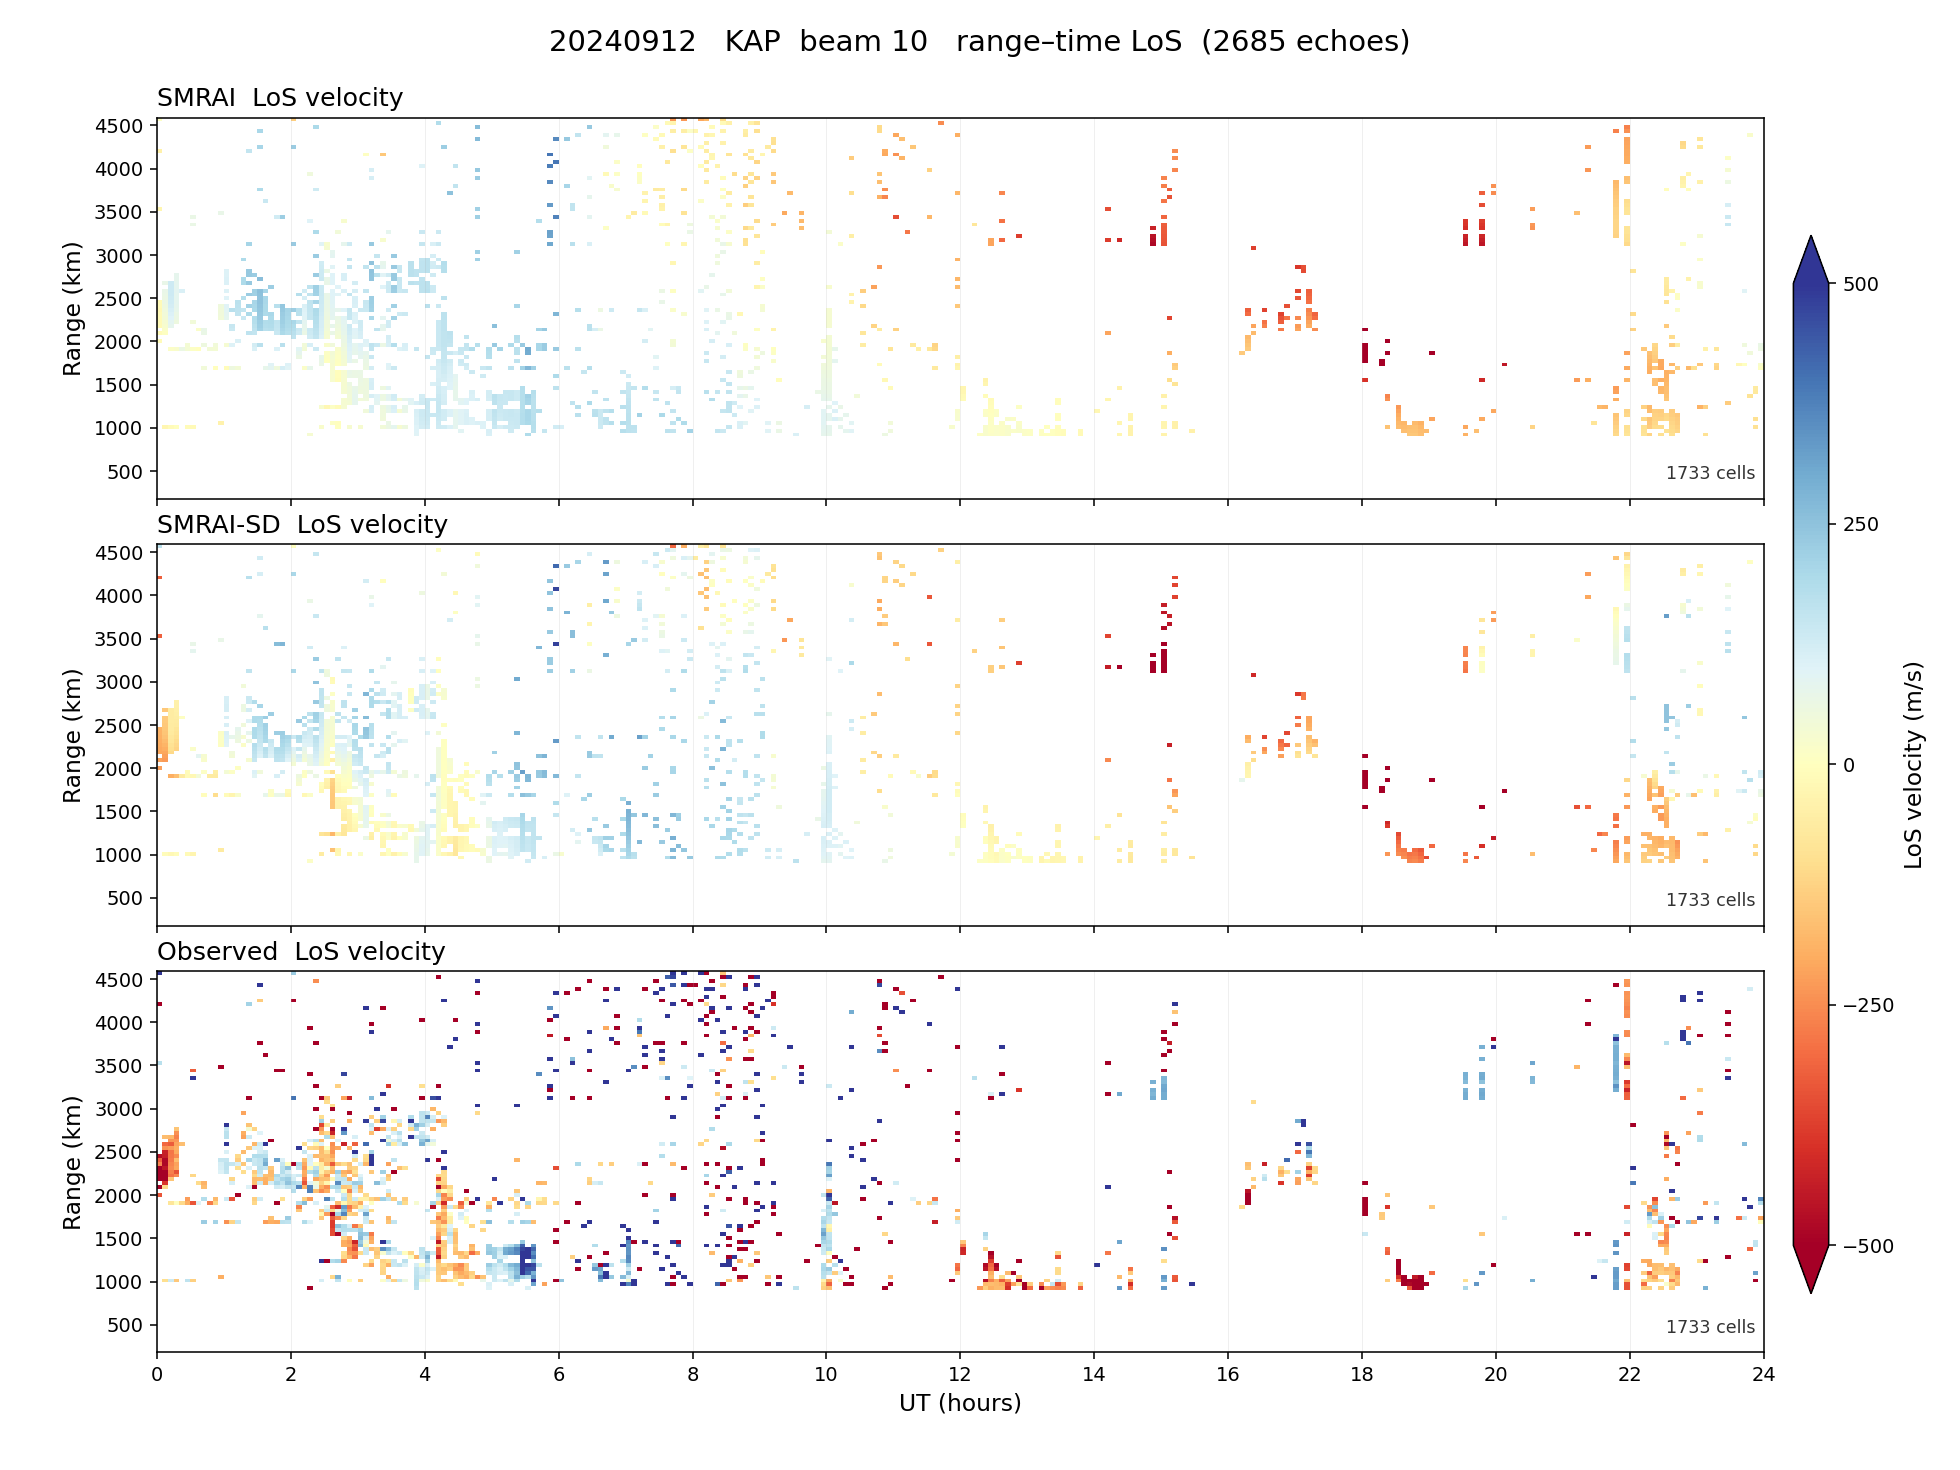 20240912   KAP  beam 10   range–time LoS  (2685 echoes)
SMRAI  LoS velocity
4500
4000
3500
3000
2500
2000
1500
1000
500
Range (km)
1733 cells
SMRAI-SD  LoS velocity
4500
4000
3500
3000
2500
2000
1500
1000
500
Range (km)
1733 cells
Observed  LoS velocity
4500
4000
3500
3000
2500
2000
1500
1000
500
Range (km)
1733 cells
0 2 4 6 8 10 12 14 16 18 20 22 24
UT (hours)
500
250
0
−250
−500
LoS velocity (m/s)